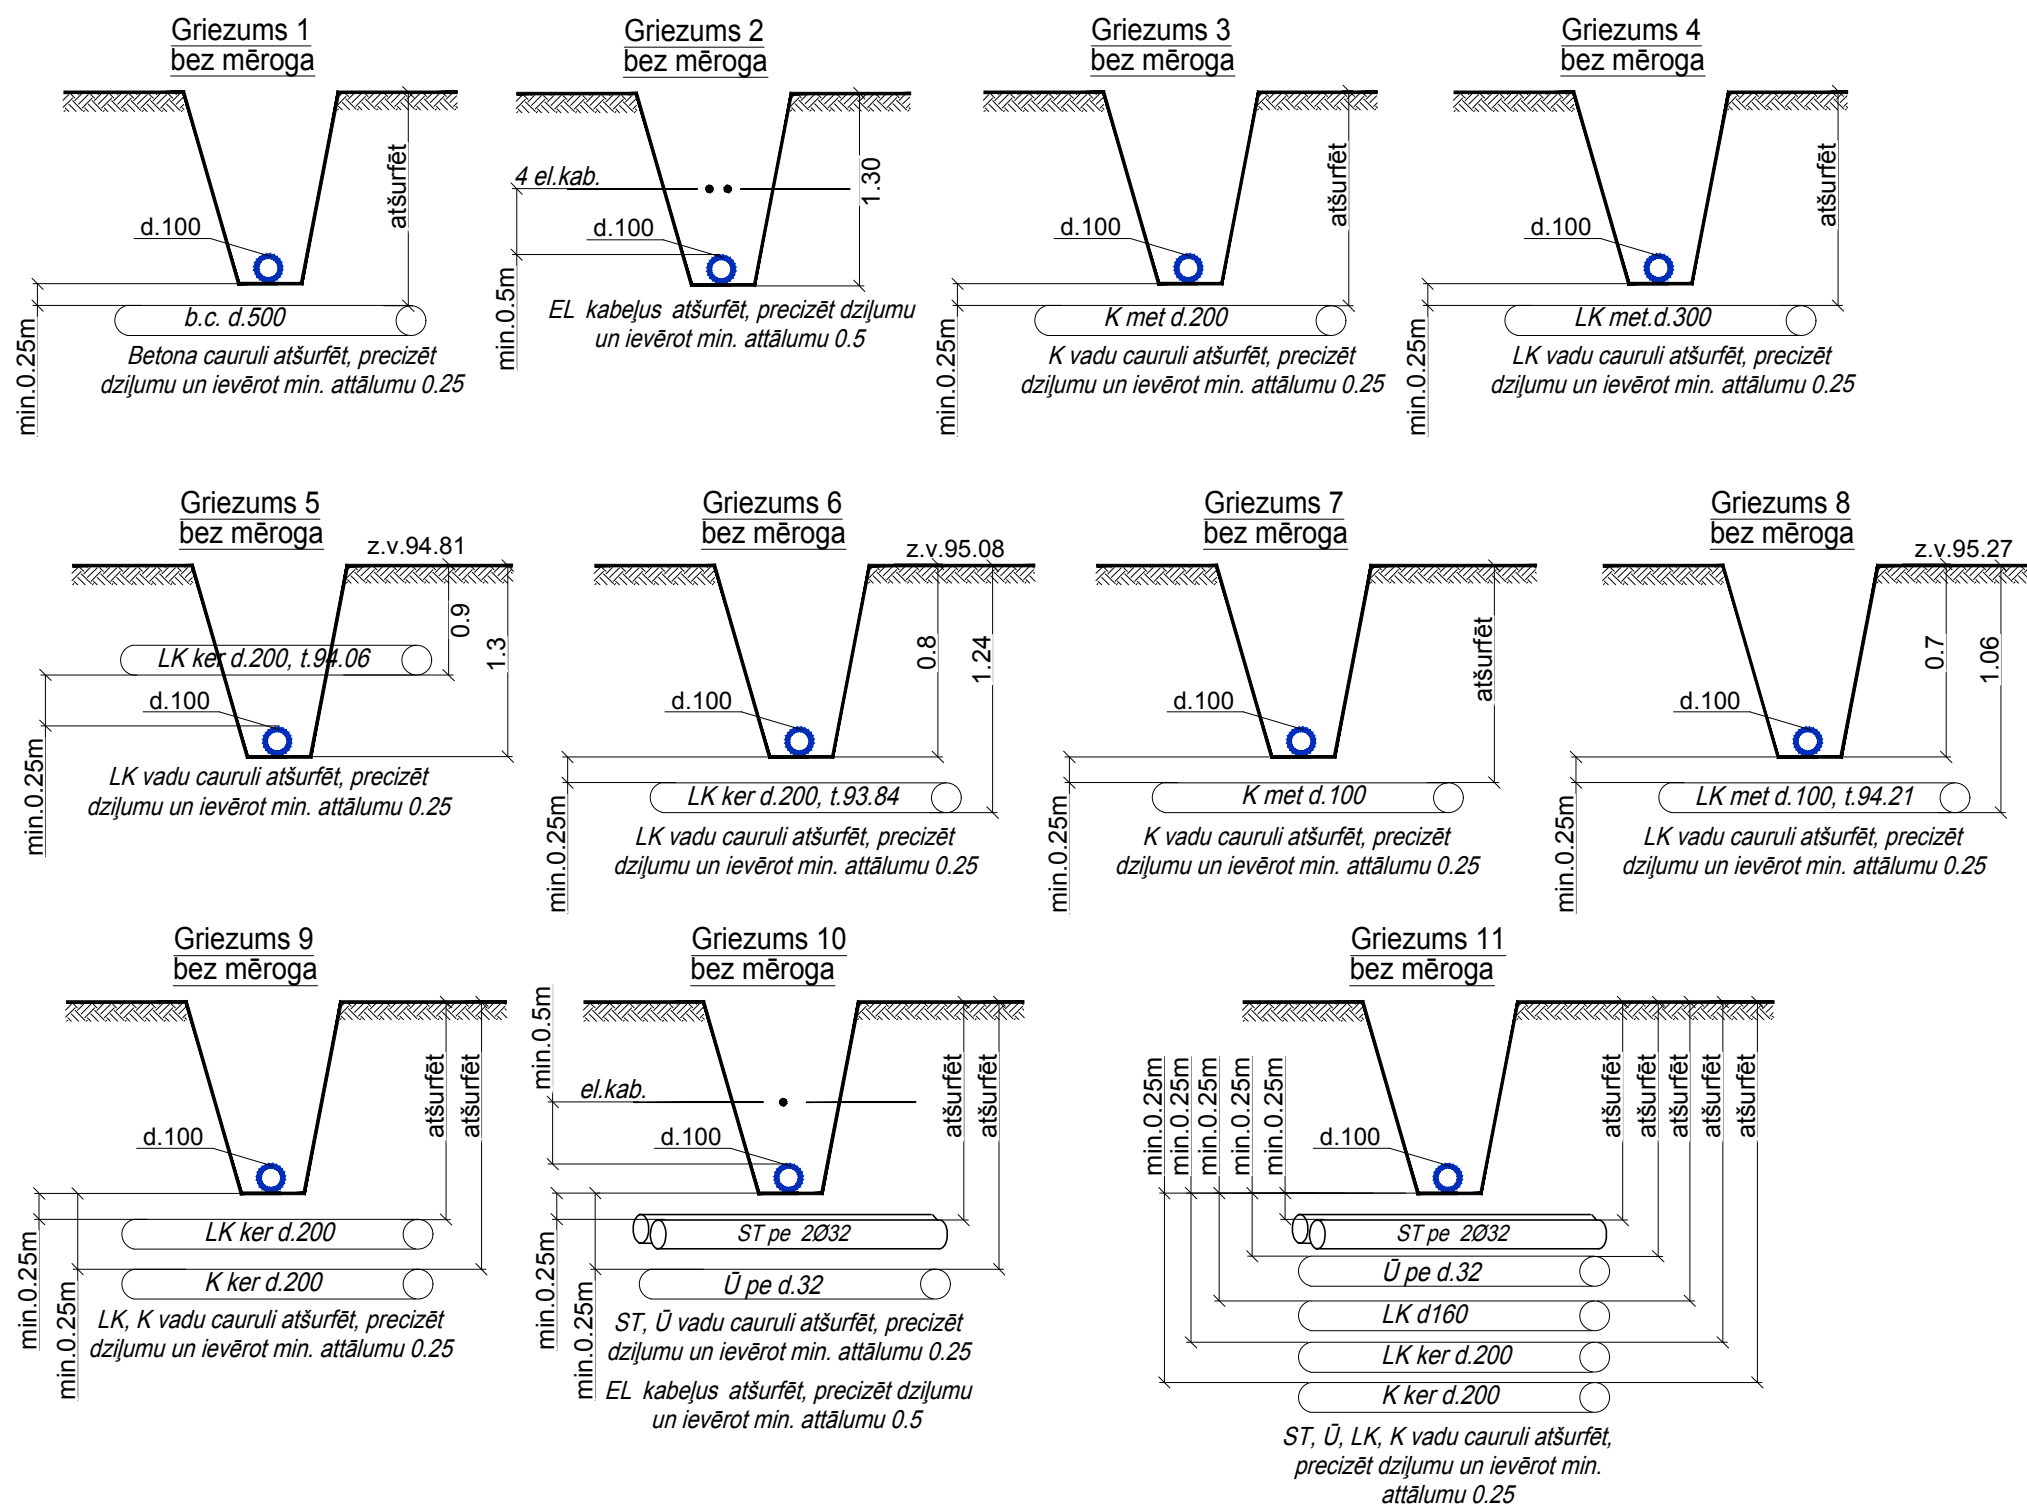 Griezums 1
bez mēroga
atšurfēt
d.100
min.0.25m
b.c. d.500
Betona cauruli atšurfēt, precizēt
dziļumu un ievērot min. attālumu 0.25
Griezums 2
bez mēroga
4 el.kab.
1.30
d.100
min.0.5m
EL kabeļus atšurfēt, precizēt dziļumu
un ievērot min. attālumu 0.5
Griezums 3
bez mēroga
atšurfēt
d.100
min.0.25m
K met d.200
K vadu cauruli atšurfēt, precizēt
dziļumu un ievērot min. attālumu 0.25
Griezums 4
bez mēroga
atšurfēt
d.100
min.0.25m
LK met.d.300
LK vadu cauruli atšurfēt, precizēt
dziļumu un ievērot min. attālumu 0.25
Griezums 5
bez mēroga
z.v.94.81
0.9
1.3
LK ker d.200, t.94.06
d.100
min.0.25m
LK vadu cauruli atšurfēt, precizēt
dziļumu un ievērot min. attālumu 0.25
Griezums 6
bez mēroga
z.v.95.08
0.8
1.24
d.100
min.0.25m
LK ker d.200, t.93.84
LK vadu cauruli atšurfēt, precizēt
dziļumu un ievērot min. attālumu 0.25
Griezums 7
bez mēroga
atšurfēt
d.100
min.0.25m
K met d.100
K vadu cauruli atšurfēt, precizēt
dziļumu un ievērot min. attālumu 0.25
Griezums 8
bez mēroga
z.v.95.27
0.7
1.06
d.100
min.0.25m
LK met d.100, t.94.21
LK vadu cauruli atšurfēt, precizēt
dziļumu un ievērot min. attālumu 0.25
Griezums 9
bez mēroga
atšurfēt
atšurfēt
d.100
min.0.25m
min.0.25m
LK ker d.200
K ker d.200
LK, K vadu cauruli atšurfēt, precizēt
dziļumu un ievērot min. attālumu 0.25
Griezums 10
bez mēroga
min.0.5m
el.kab.
atšurfēt
atšurfēt
d.100
min.0.25m
min.0.25m
ST pe 2Ø32
Ū pe d.32
ST, Ū vadu cauruli atšurfēt, precizēt
dziļumu un ievērot min. attālumu 0.25
EL kabeļus atšurfēt, precizēt dziļumu
un ievērot min. attālumu 0.5
Griezums 11
bez mēroga
min.0.25m
min.0.25m
min.0.25m
min.0.25m
min.0.25m
d.100
atšurfēt
atšurfēt
atšurfēt
atšurfēt
atšurfēt
ST pe 2Ø32
Ū pe d.32
LK d160
LK ker d.200
K ker d.200
ST, Ū, LK, K vadu cauruli atšurfēt,
precizēt dziļumu un ievērot min.
attālumu 0.25